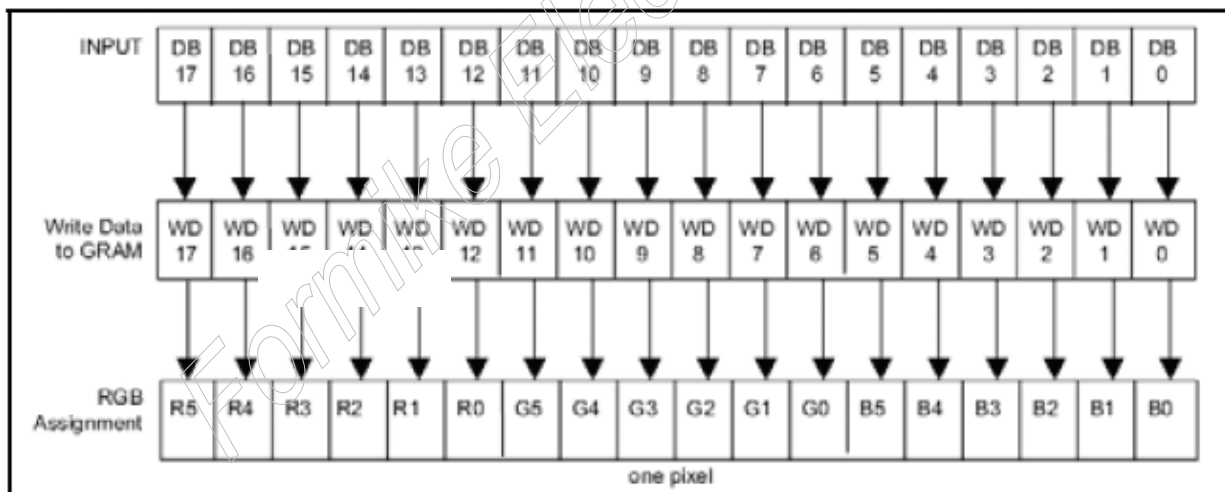 INPUT DB DB DB DB DB DB DB DB DB DB DB DB DB DB DB DB DB DB
17 16 15 14 13 12 11 10 9 8 7 6 5 4 3 2 1 0
Write Data WD WD WD WD WD WD WD WD WD WD WD WD WD WD WD WD WD WD
to GRAM 17 16 12 11 10 9 8 7 6 5 4 3 2 1 0
RGB
Assignment R5 R4 R3 R2 R1 R0 G5 G4 G3 G2 G1 G0 B5 B4 B3 B2 B1 B0
one pixel
Formike